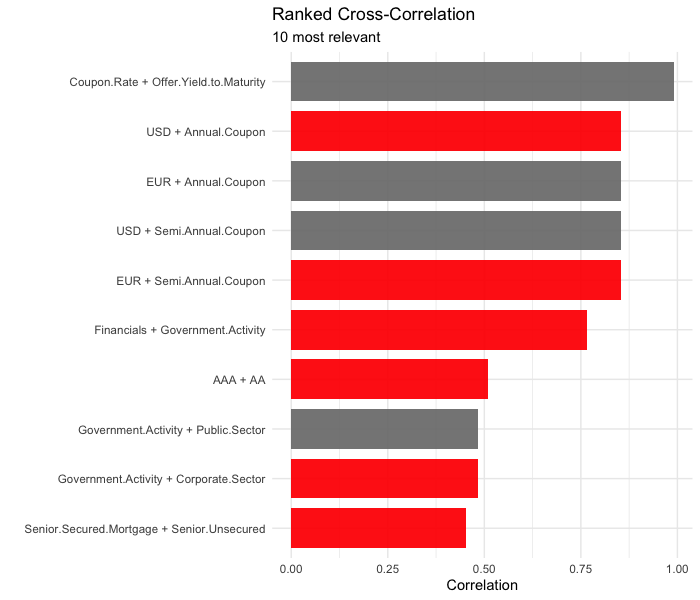 Ranked Cross-Correlation
10 most relevant
Coupon.Rate + Offer.Yield.to.Maturity
USD + Annual.Coupon
EUR + Annual.Coupon
USD + Semi.Annual.Coupon
EUR + Semi.Annual.Coupon
Financials + Government.Activity
AAA + AA
Government.Activity + Public.Sector
Government.Activity + Corporate.Sector
Senior.Secured.Mortgage + Senior.Unsecured
0.00 0.25 0.50 0.75 1.00
Correlation